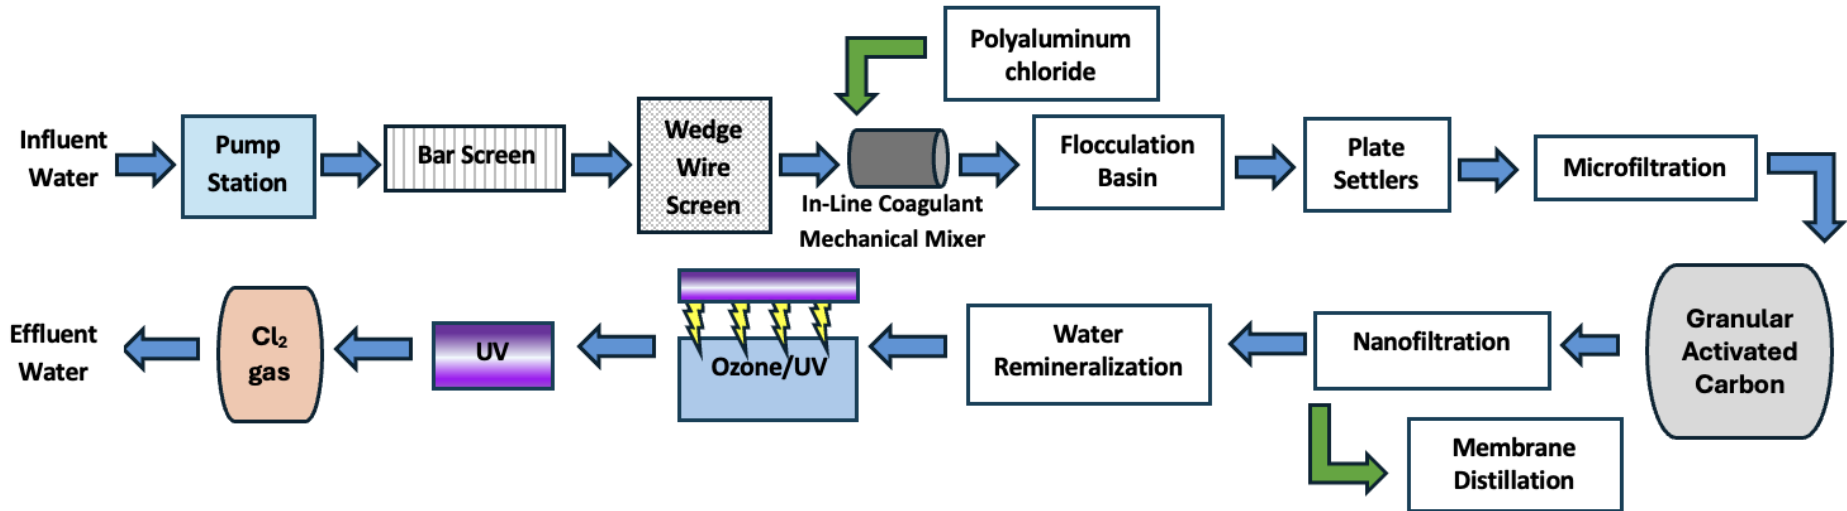 Polyaluminum
chloride
Influent
Water
Pump
Station
Bar Screen
Wedge
Wire
Screen
In-Line Coagulant
Mechanical Mixer
Flocculation
Basin
Plate
Settlers
Microfiltration
Granular
Activated
Carbon
Nanofiltration
Membrane
Distillation
Water
Remineralization
Ozone/UV
UV
Cl₂
gas
Effluent
Water